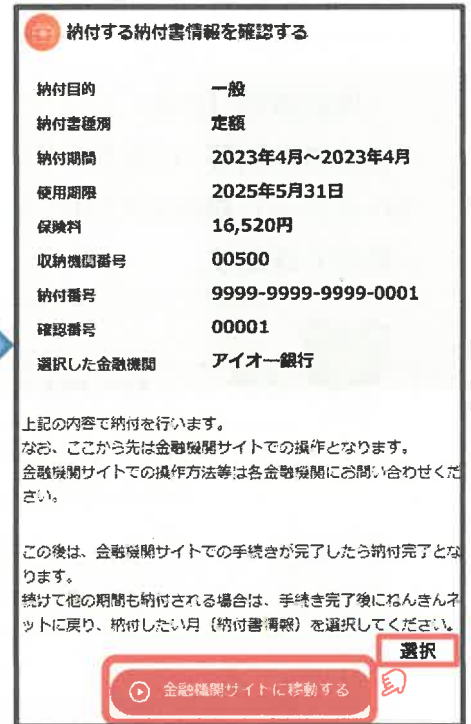 納付する納付書情報を確認する
納付目的 一般
納付書種別 定額
納付期間 2023年4月～2023年4月
使用期限 2025年5月31日
保険料 16,520円
収納機関番号 00500
納付番号 9999-9999-9999-0001
確認番号 00001
選択した金融機関 アイオー銀行
上記の内容で納付を行います。
なお、ここから先は金融機関サイトでの操作となります。
金融機関サイトでの操作方法等は各金融機関にお問い合わせくだ
さい。
この後は、金融機関サイトでの手続きが完了したら納付完了とな
ります。
続けて他の期間も納付される場合は、手続き完了後にねんきんネ
ットに戻り、納付したい月（納付書情報）を選択してください。
選択
金融機関サイトに移動する